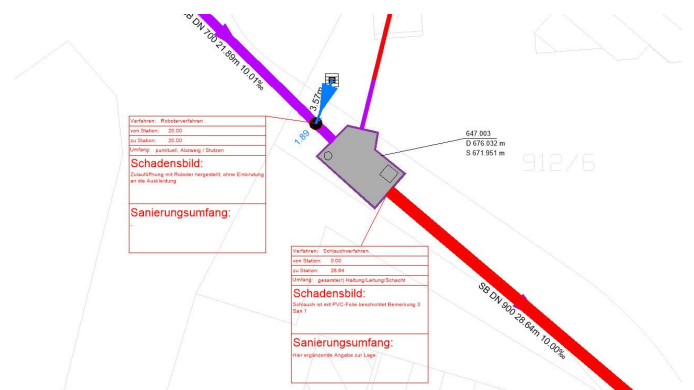 SB DN 700 21.89m 10.01‰
3.57m
1.89
647.003
D 676.032 m
S 671.951 m
912/6
Verfahren: Roboterverfahren
von Station: 20.00
zu Station: 20.00
Umfang: punktuell, Abzweig / Stutzen
Schadensbild:
Zulauföffnung mit Roboter hergestellt, ohne Einbindung
an die Auskleidung
Sanierungsumfang:
-
Verfahren: Schlauchverfahren
von Station: 0.00
zu Station: 28.64
Umfang: gesamte(r) Haltung/Leitung/Schacht
Schadensbild:
Schlauch ist mit PVC-Folie beschichtet Bemerkung 3
San 1
Sanierungsumfang:
Hier ergänzende Angabe zur Lage
SB DN 900 28.64m 10.00‰